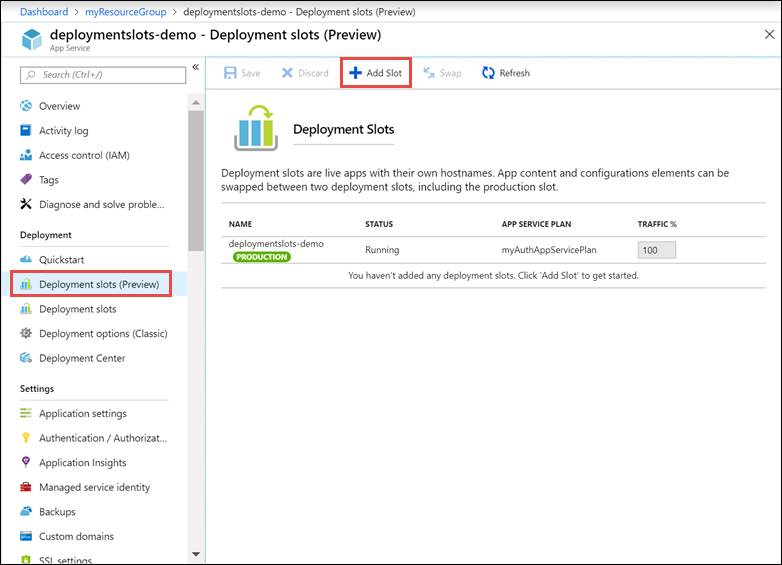 Dashboard > myResourceGroup > deploymentslots-demo - Deployment slots (Preview)
deploymentslots-demo - Deployment slots (Preview)
App Service
Search (Ctrl+/)
Overview
Activity log
Access control (IAM)
Tags
Diagnose and solve proble...
Deployment
Quickstart
Deployment slots (Preview)
Deployment slots
Deployment options (Classic)
Deployment Center
Settings
Application settings
Authentication / Authorizat...
Application Insights
Managed service identity
Backups
Custom domains
SSL settings
Save Discard Add Slot Swap Refresh
Deployment Slots
Deployment slots are live apps with their own hostnames. App content and configurations elements can be
swapped between two deployment slots, including the production slot.
NAME STATUS APP SERVICE PLAN TRAFFIC %
deploymentslots-demo
PRODUCTION Running myAuthAppServicePlan 100
You haven't added any deployment slots. Click 'Add Slot' to get started.